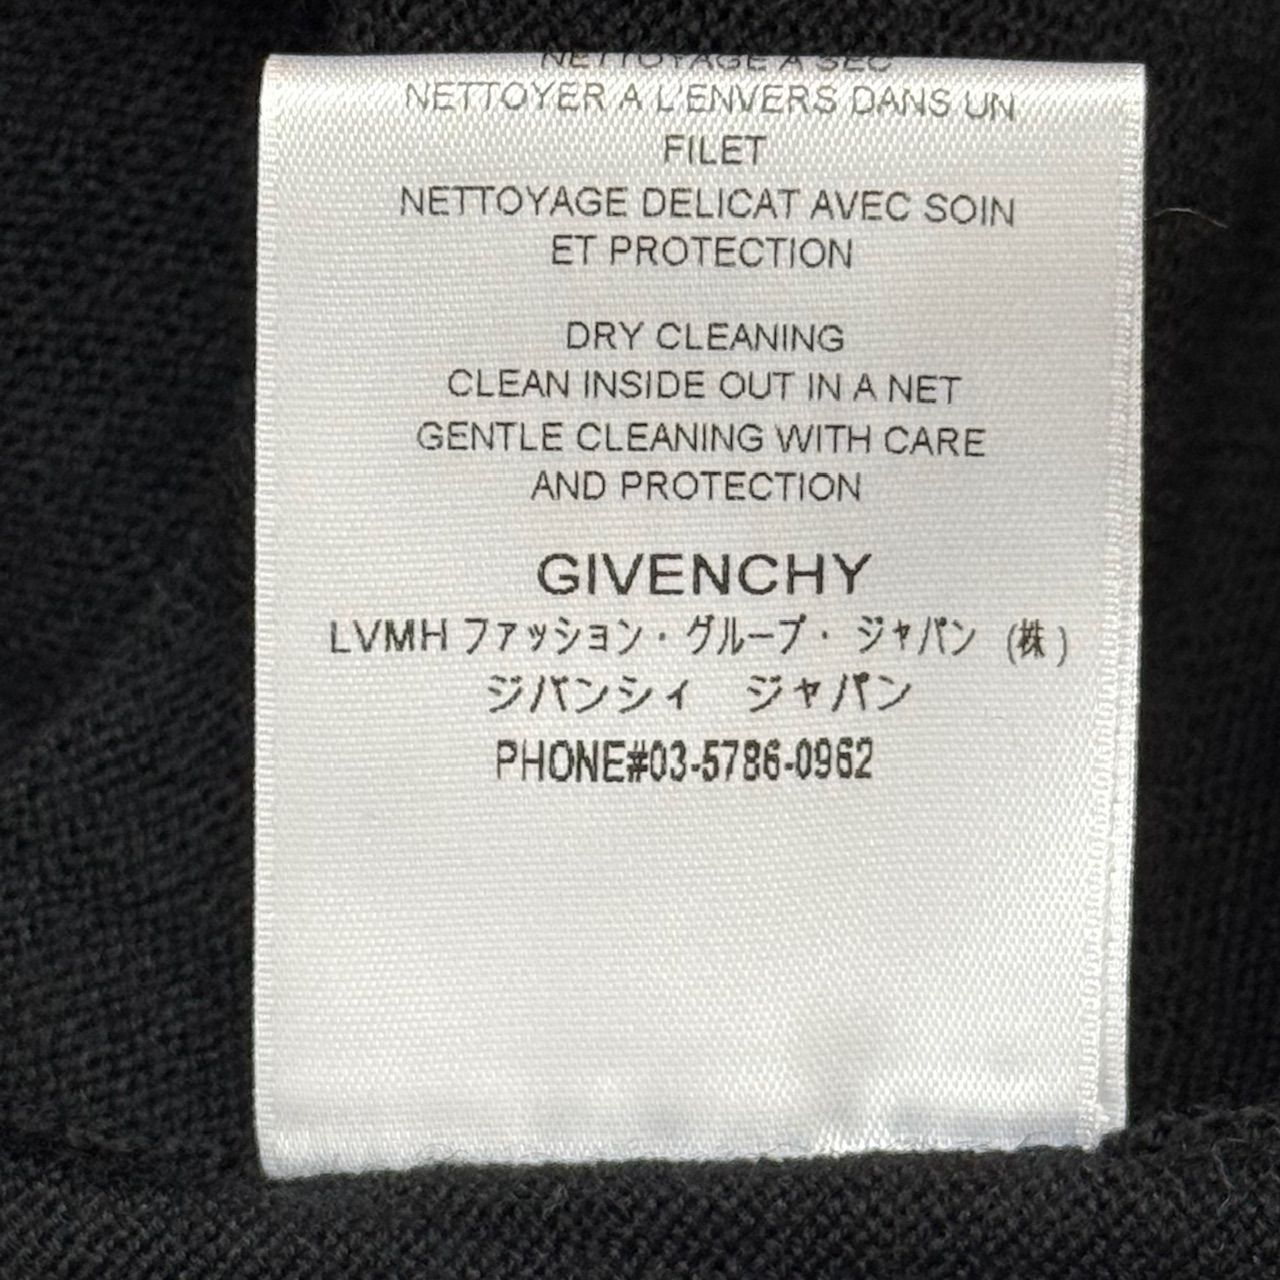 NETTOYAGE A SEC
NETTOYER A L'ENVERS DANS UN
FILET
NETTOYAGE DELICAT AVEC SOIN
ET PROTECTION
DRY CLEANING
CLEAN INSIDE OUT IN A NET
GENTLE CLEANING WITH CARE
AND PROTECTION
GIVENCHY
LVMH ファッション・グループ・ ジャパン (株)
ジバンシィ ジャパン
PHONE#03-5786-0962